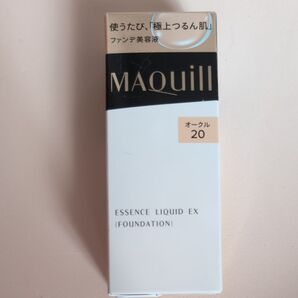 使うたび、「極上つるん肌」
ファンデ美容液
MAQuill
オークル
20
ESSENCE LIQUID EX
(FOUNDATION)